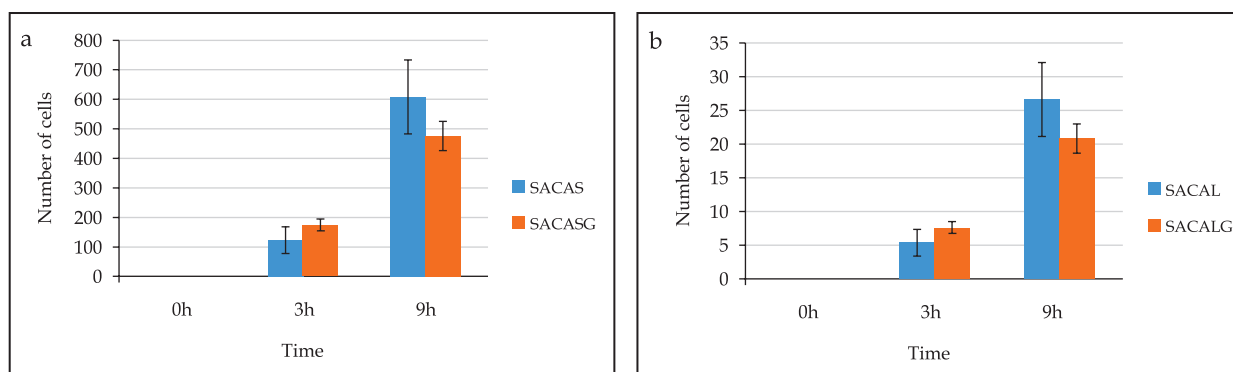 a
800
700
600
500
400
300
200
100
0
Number of cells
0h 3h 9h
Time
SACAS
SACASG
b
35
30
25
20
15
10
5
0
Number of cells
0h 3h 9h
Time
SACAL
SACALG